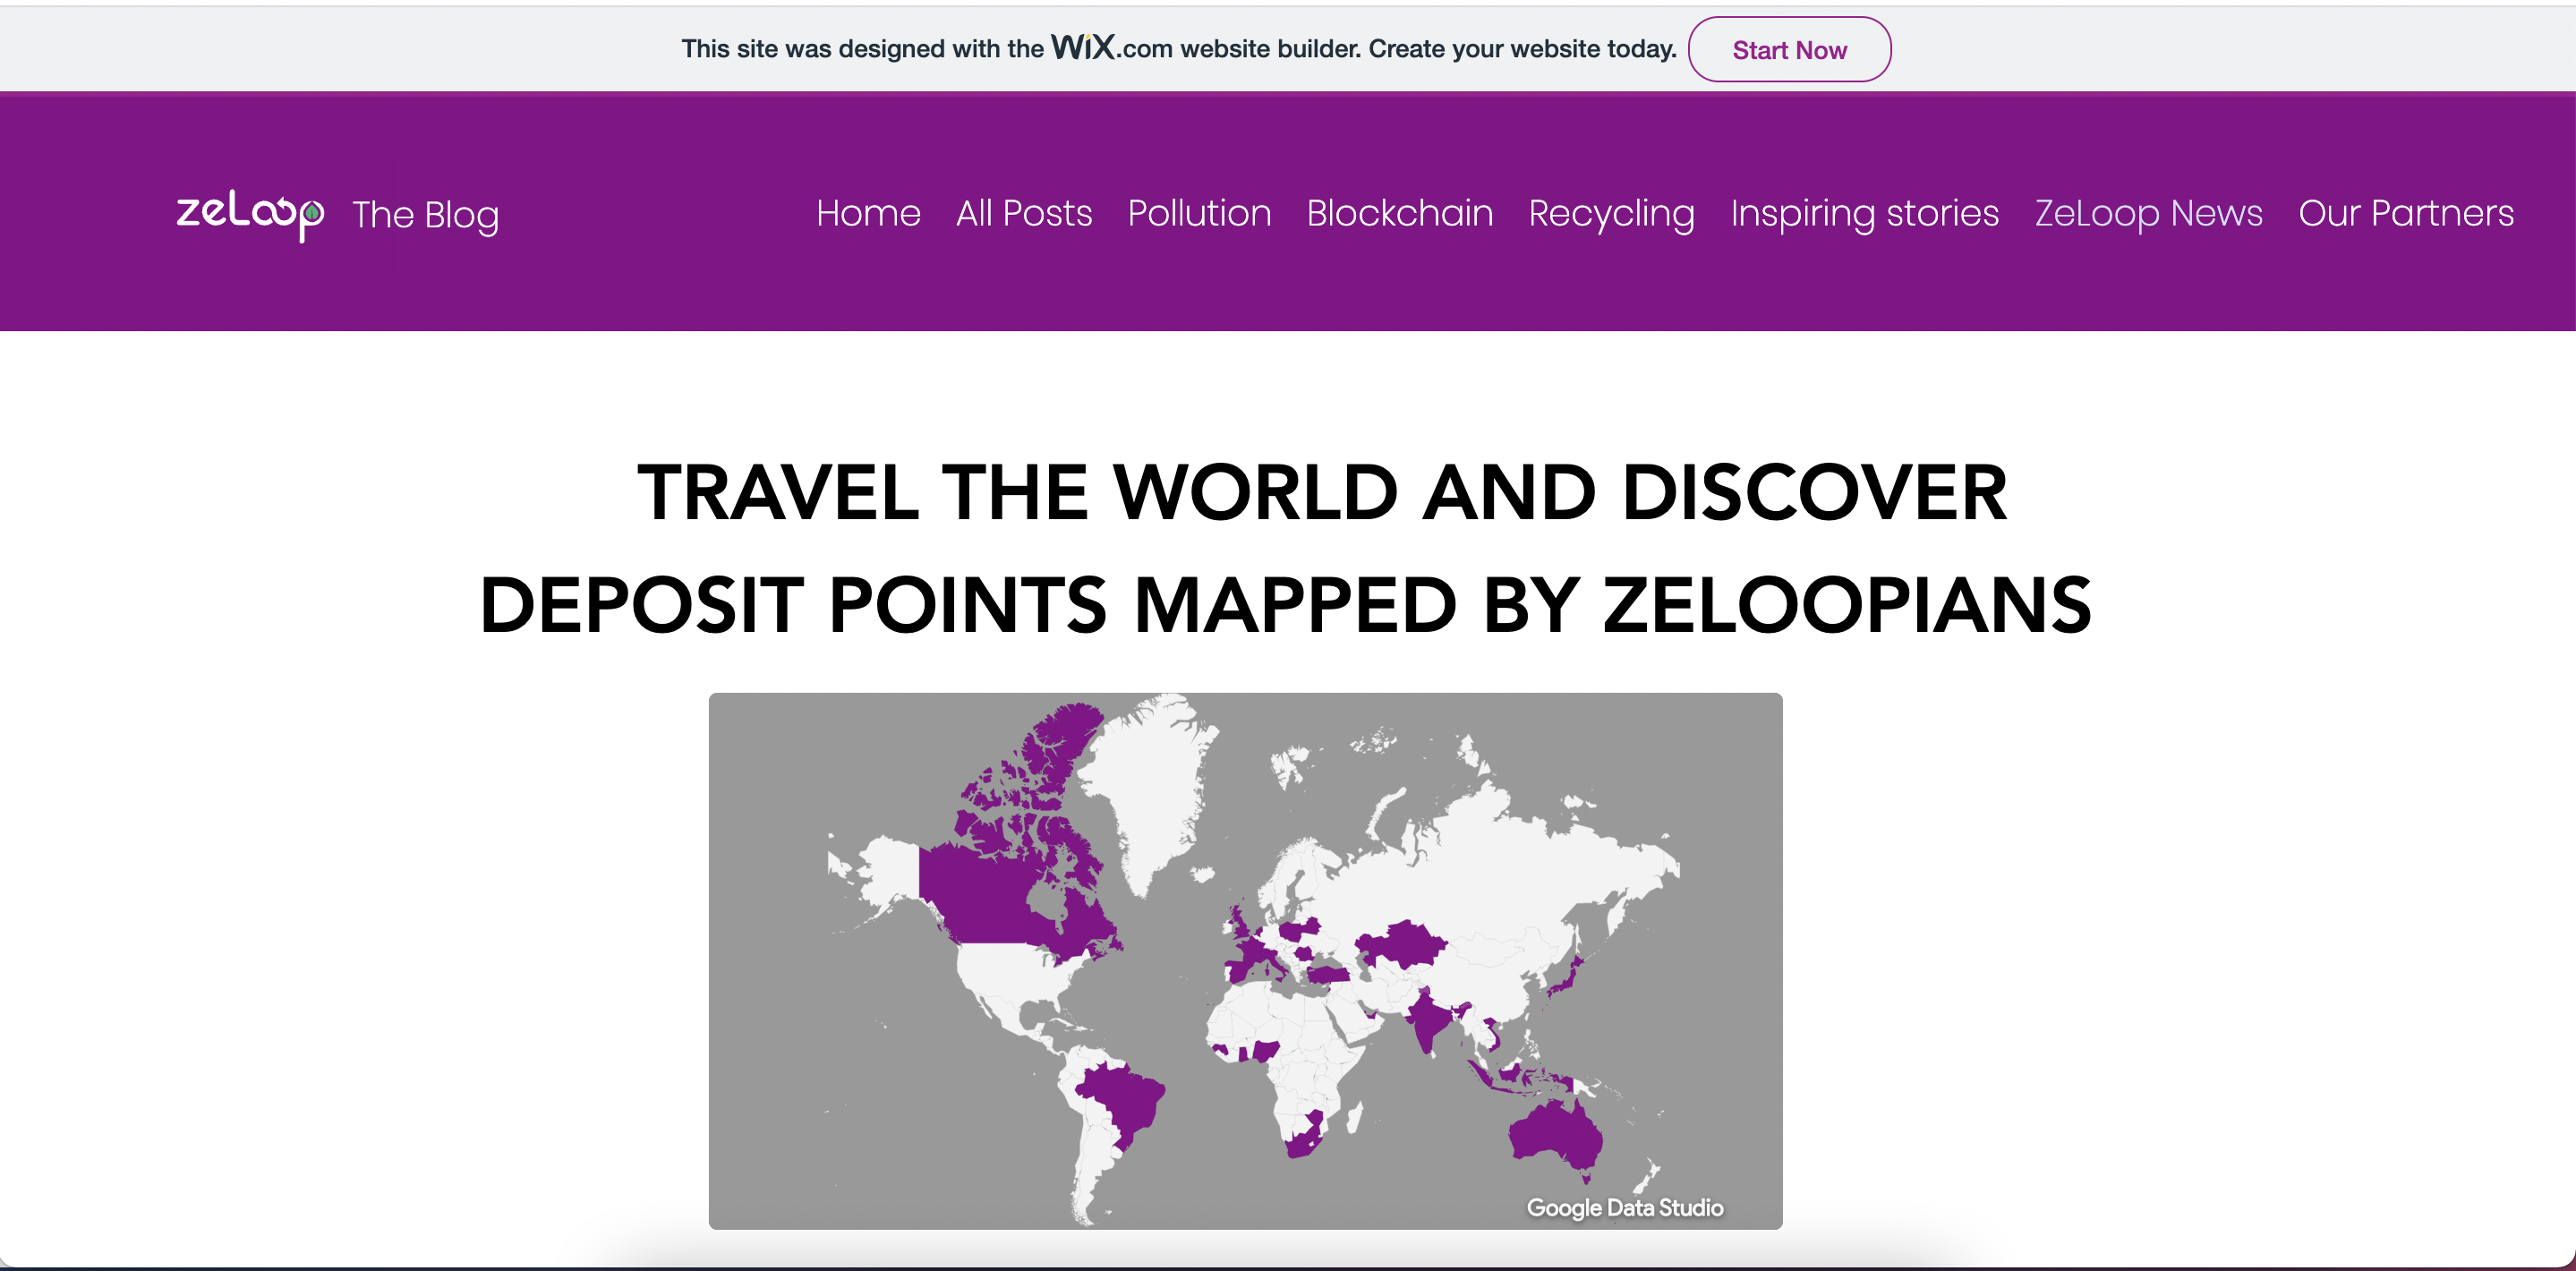 This site was designed with the WiX.com website builder. Create your website today. Start Now
zeLoop The Blog Home All Posts Pollution Blockchain Recycling Inspiring stories ZeLoop News Our Partners
TRAVEL THE WORLD AND DISCOVER
DEPOSIT POINTS MAPPED BY ZELOOPIANS
Google Data Studio